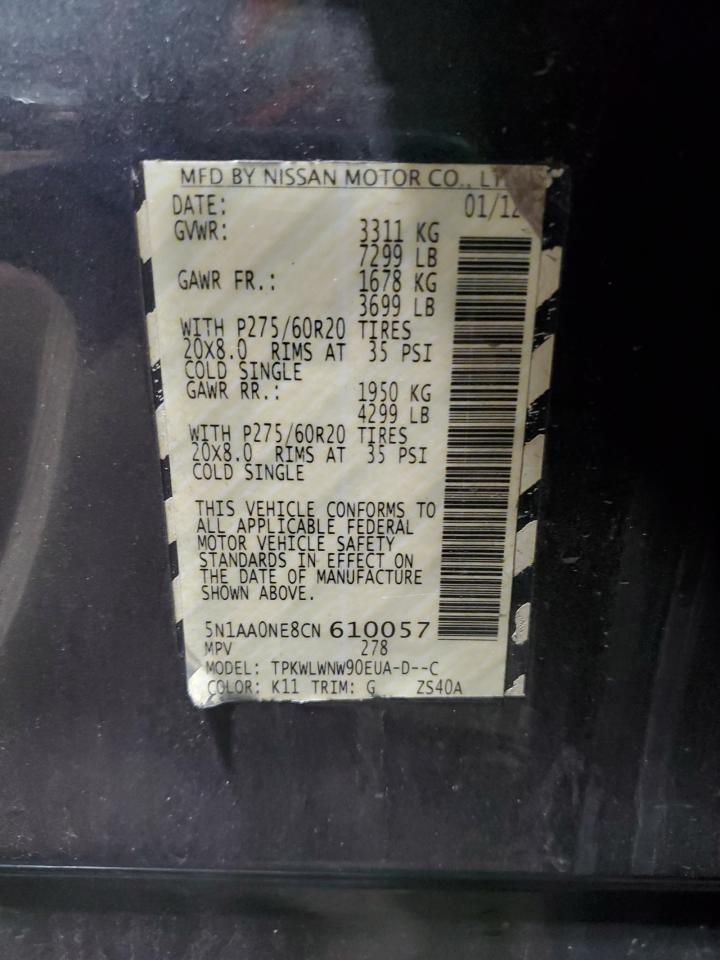 MFD BY NISSAN MOTOR CO., LT
DATE: 01/12
GVWR: 3311 KG
7299 LB
GAWR FR.: 1678 KG
3699 LB
WITH P275/60R20 TIRES
20X8.0 RIMS AT 35 PSI
COLD SINGLE
GAWR RR.: 1950 KG
4299 LB
WITH P275/60R20 TIRES
20X8.0 RIMS AT 35 PSI
COLD SINGLE
THIS VEHICLE CONFORMS TO
ALL APPLICABLE FEDERAL
MOTOR VEHICLE SAFETY
STANDARDS IN EFFECT ON
THE DATE OF MANUFACTURE
SHOWN ABOVE.
5N1AA0NE8CN 610057
MPV 278
MODEL: TPKWLWNW90EUA-D--C
COLOR: K11 TRIM: G ZS40A